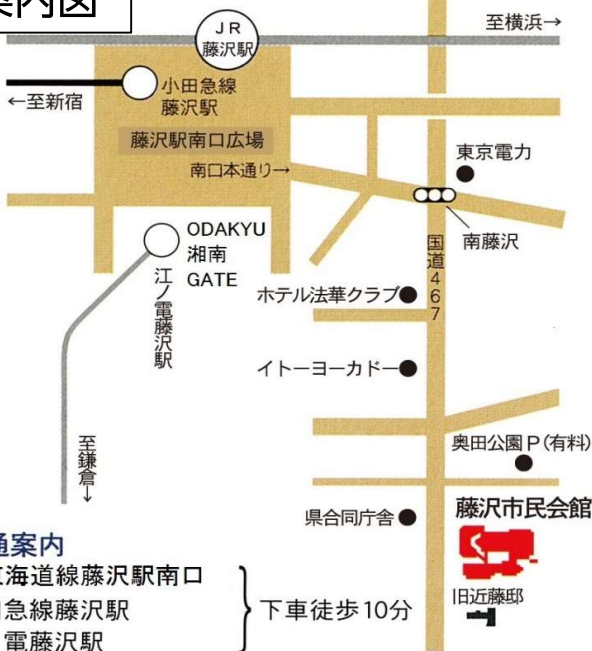 案内図
JR
藤沢駅
至横浜→
小田急線
藤沢駅
←至新宿
藤沢駅南口広場
南口本通り→
東京電力
南藤沢
ODAKYU
湘南
GATE
江ノ電藤沢駅
国道467
ホテル法華クラブ
イトーヨーカドー
至鎌倉→
奥田公園P(有料)
県合同庁舎
藤沢市民会館
旧近藤邸
通案内
海道線藤沢駅南口
急線藤沢駅
電藤沢駅
下車徒歩10分